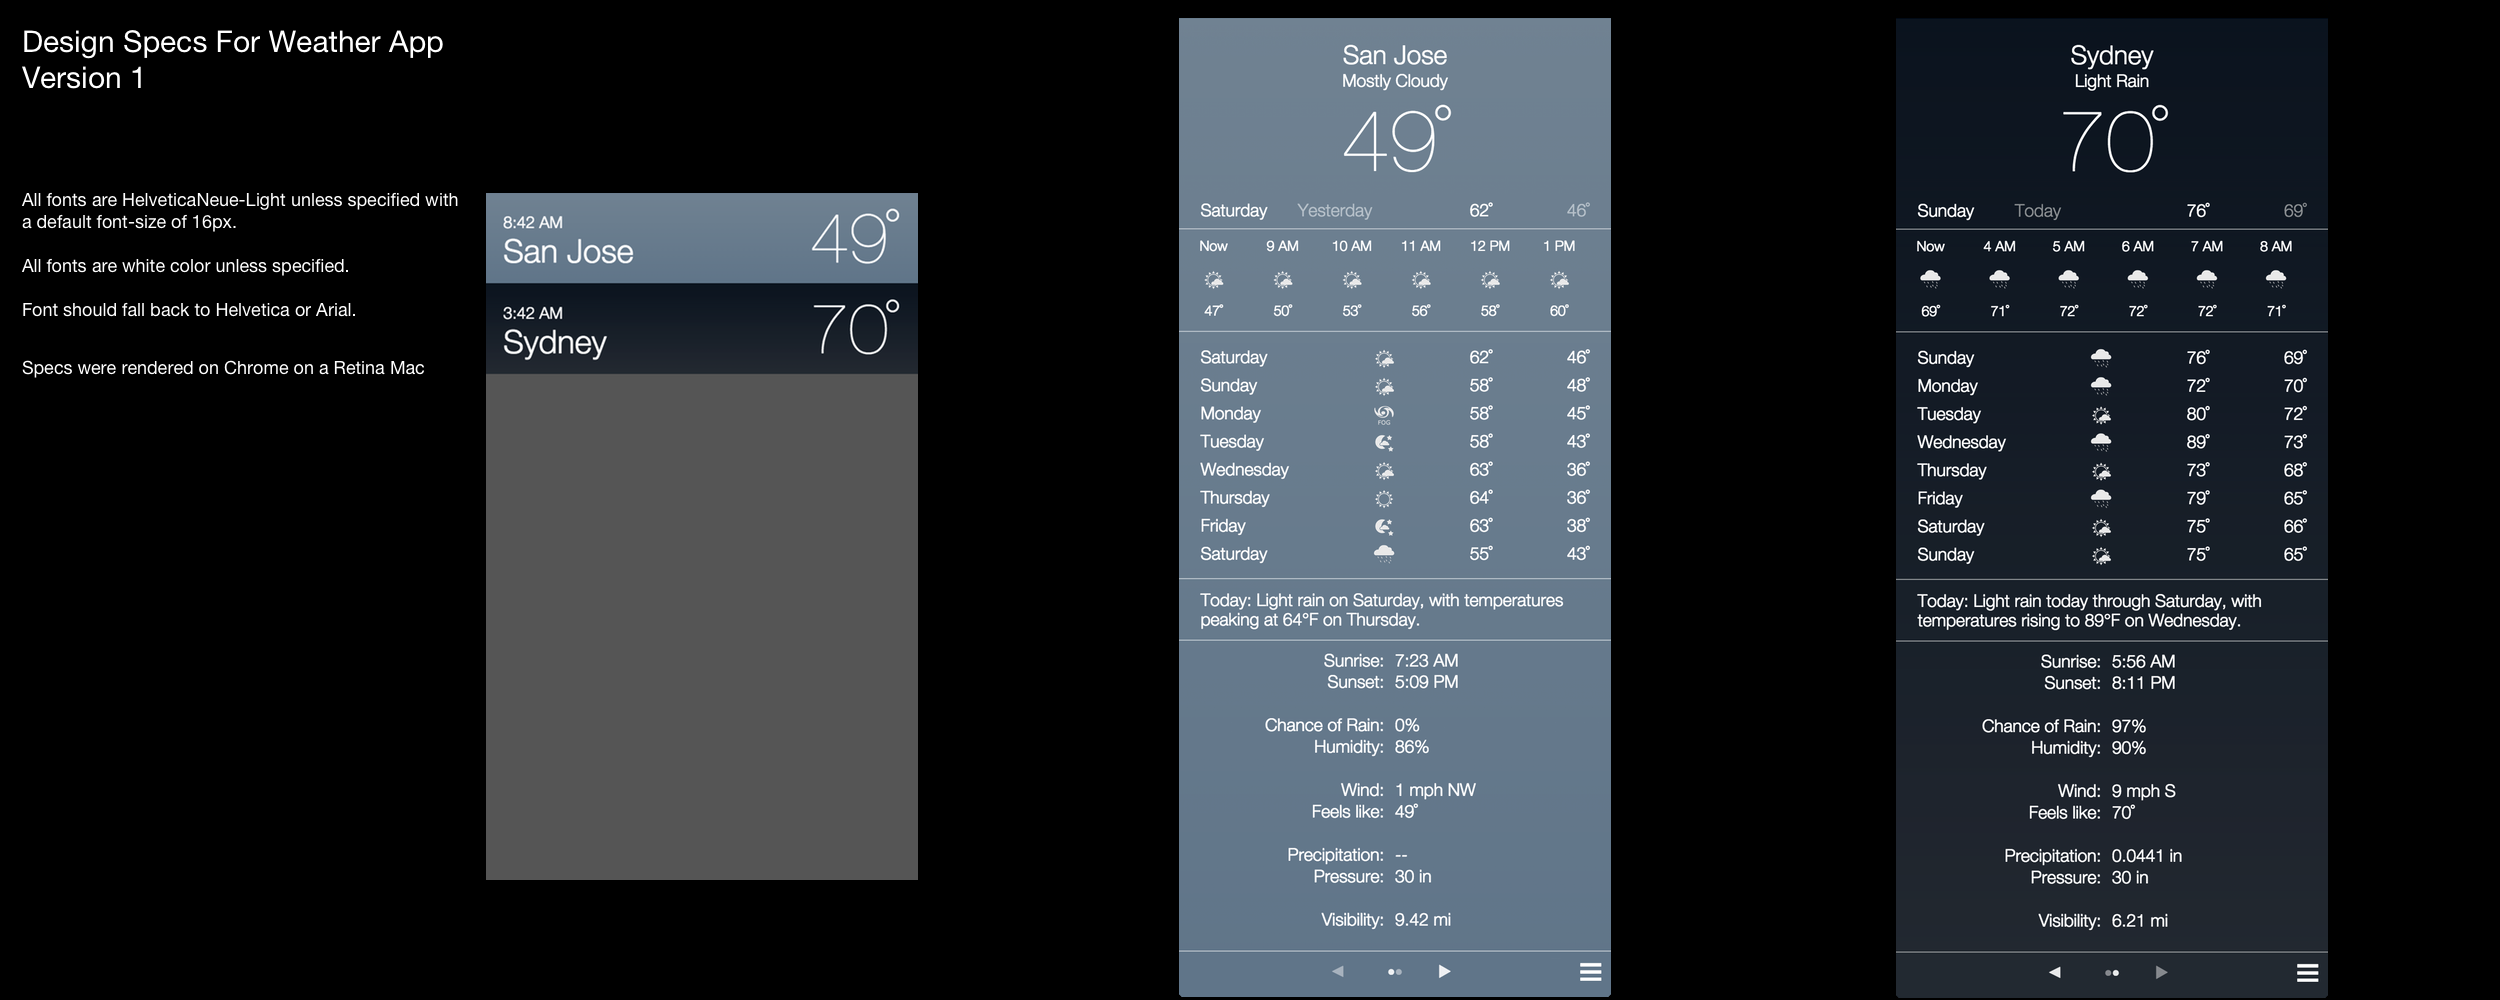 Design Specs For Weather App
Version 1
All fonts are HelveticaNeue-Light unless specified with
a default font-size of 16px.
All fonts are white color unless specified.
Font should fall back to Helvetica or Arial.
Specs were rendered on Chrome on a Retina Mac
8:42 AM
San Jose 49°
3:42 AM
Sydney 70°
San Jose
Mostly Cloudy
49°
Saturday Yesterday 62° 46°
Now 9 AM 10 AM 11 AM 12 PM 1 PM
47° 50° 53° 56° 58° 60°
Saturday 62° 46°
Sunday 58° 48°
Monday FOG 58° 45°
Tuesday 58° 43°
Wednesday 63° 36°
Thursday 64° 36°
Friday 63° 38°
Saturday 55° 43°
Today: Light rain on Saturday, with temperatures
peaking at 64°F on Thursday.
Sunrise: 7:23 AM
Sunset: 5:09 PM
Chance of Rain: 0%
Humidity: 86%
Wind: 1 mph NW
Feels like: 49°
Precipitation: --
Pressure: 30 in
Visibility: 9.42 mi
Sydney
Light Rain
70°
Sunday Today 76° 69°
Now 4 AM 5 AM 6 AM 7 AM 8 AM
69° 71° 72° 72° 72° 71°
Sunday 76° 69°
Monday 72° 70°
Tuesday 80° 72°
Wednesday 89° 73°
Thursday 73° 68°
Friday 79° 65°
Saturday 75° 66°
Sunday 75° 65°
Today: Light rain today through Saturday, with
temperatures rising to 89°F on Wednesday.
Sunrise: 5:56 AM
Sunset: 8:11 PM
Chance of Rain: 97%
Humidity: 90%
Wind: 9 mph S
Feels like: 70°
Precipitation: 0.0441 in
Pressure: 30 in
Visibility: 6.21 mi